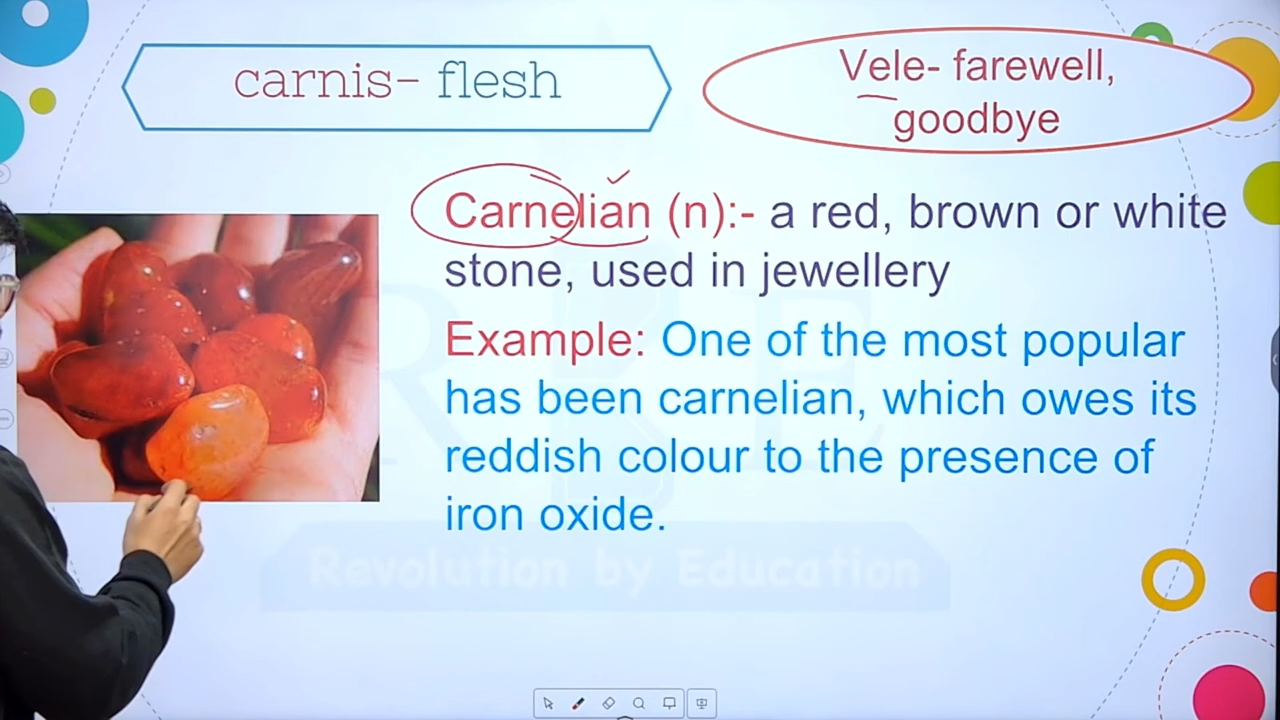 carnis- flesh
Vele- farewell,
goodbye
Carnelian (n):- a red, brown or white
stone, used in jewellery
Example: One of the most popular
has been carnelian, which owes its
reddish colour to the presence of
iron oxide.
RBE
Revolution by Education